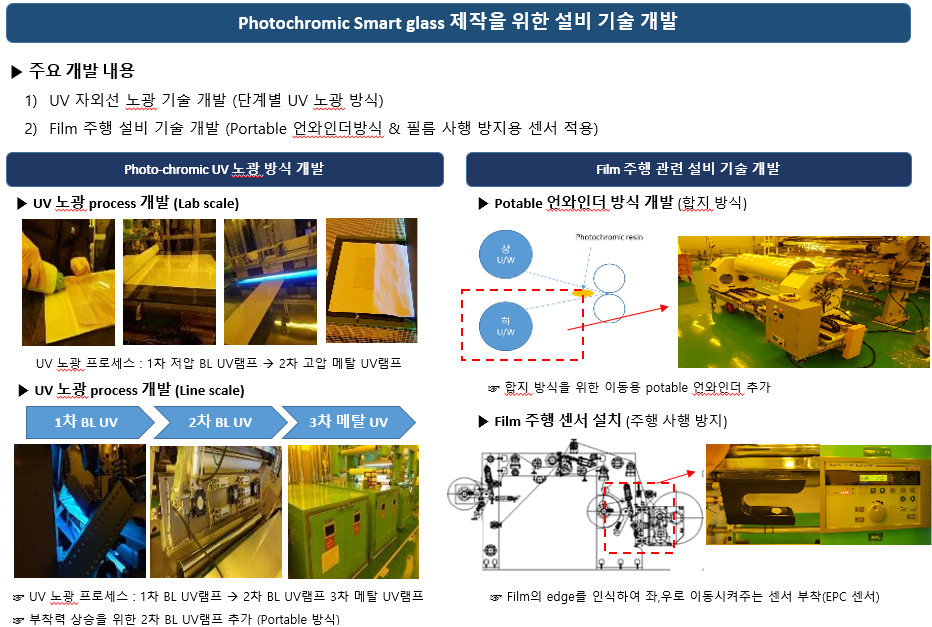 Photochromic Smart glass 제작을 위한 설비 기술 개발
▶ 주요 개발 내용
1) UV 자외선 노광 기술 개발 (단계별 UV 노광 방식)
2) Film 주행 설비 기술 개발 (Portable 언와인더방식 & 필름 사행 방지용 센서 적용)
Photo-chromic UV 노광 방식 개발
▶ UV 노광 process 개발 (Lab scale)
UV 노광 프로세스 : 1차 저압 BL UV램프 → 2차 고압 메탈 UV램프
▶ UV 노광 process 개발 (Line scale)
1차 BL UV
2차 BL UV
3차 메탈 UV
☞ UV 노광 프로세스 : 1차 BL UV램프 → 2차 BL UV램프 3차 메탈 UV램프
☞ 부착력 상승을 위한 2차 BL UV램프 추가 (Portable 방식)
Film 주행 관련 설비 기술 개발
▶ Potable 언와인더 방식 개발 (합지 방식)
상
U/W
Photochromic resin
하
U/W
☞ 합지 방식을 위한 이동용 potable 언와인더 추가
▶ Film 주행 센서 설치 (주행 사행 방지)
☞ Film의 edge를 인식하여 좌,우로 이동시켜주는 센서 부착(EPC 센서)